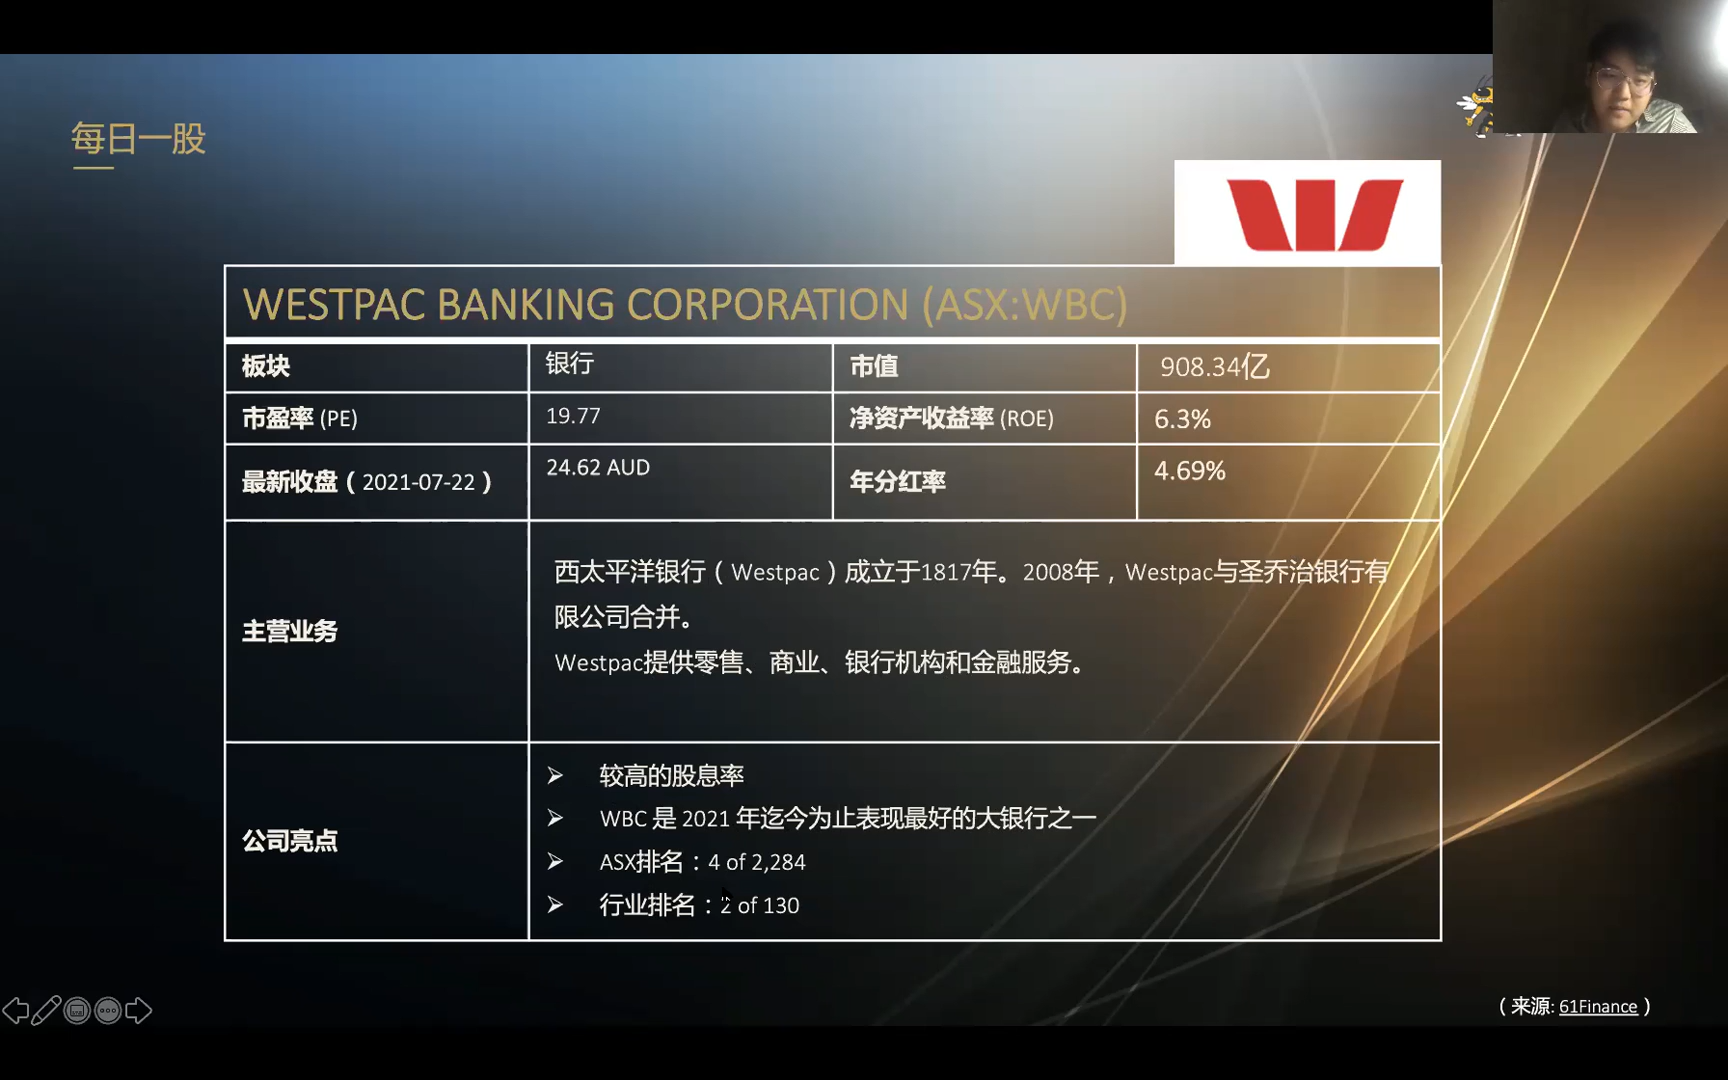 每日一股
WESTPAC BANKING CORPORATION (ASX:WBC)
板块 银行 市值 908.34亿
市盈率 (PE) 19.77 净资产收益率 (ROE) 6.3%
最新收盘（2021-07-22） 24.62 AUD 年分红率 4.69%
主营业务
西太平洋银行（Westpac）成立于1817年。2008年，Westpac与圣乔治银行有
限公司合并。
Westpac提供零售、商业、银行机构和金融服务。
公司亮点
➢ 较高的股息率
➢ WBC 是 2021 年迄今为止表现最好的大银行之一
➢ ASX排名：4 of 2,284
➢ 行业排名：2 of 130
（来源: 61Finance）